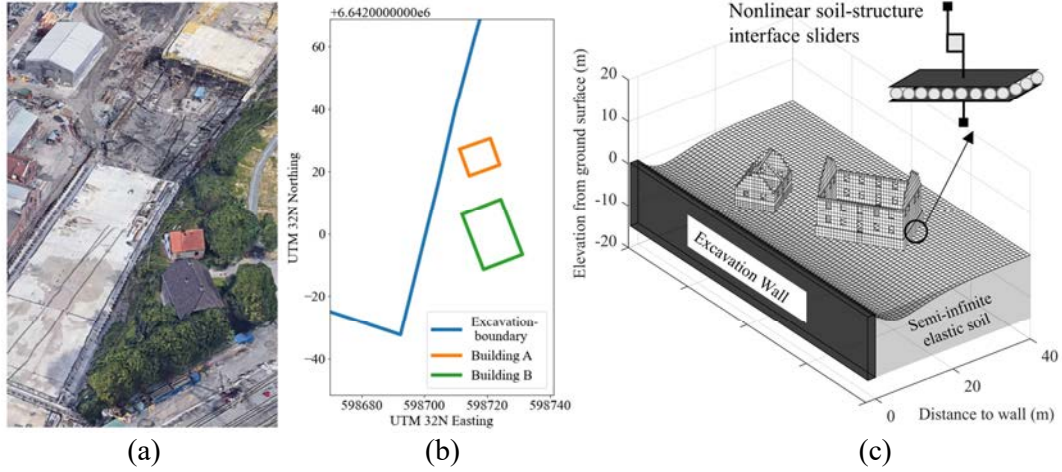 +6.6420000000e6
60
40
20
0
−20
−40
UTM 32N Northing
Excavation-
boundary
Building A
Building B
598680 598700 598720 598740
UTM 32N Easting
Nonlinear soil-structure
interface sliders
Elevation from ground surface (m)
20
10
0
-10
-20
Excavation Wall
Semi-infinite
elastic soil
0
20
40
Distance to wall (m)
(a)
(b)
(c)